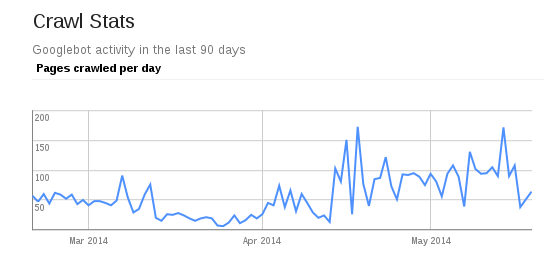 Crawl Stats
Googlebot activity in the last 90 days
Pages crawled per day
200
150
100
50
Mar 2014 Apr 2014 May 2014